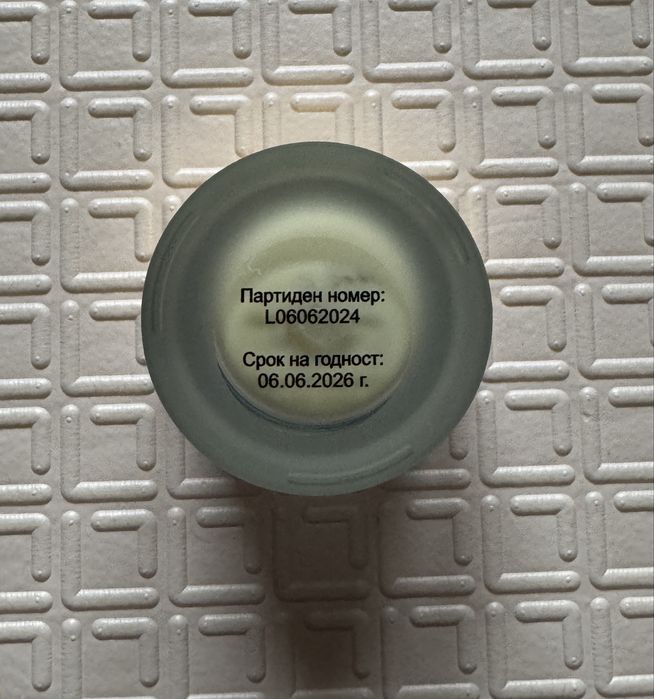 Партиден номер:
L06062024
Срок на годност:
06.06.2026 г.